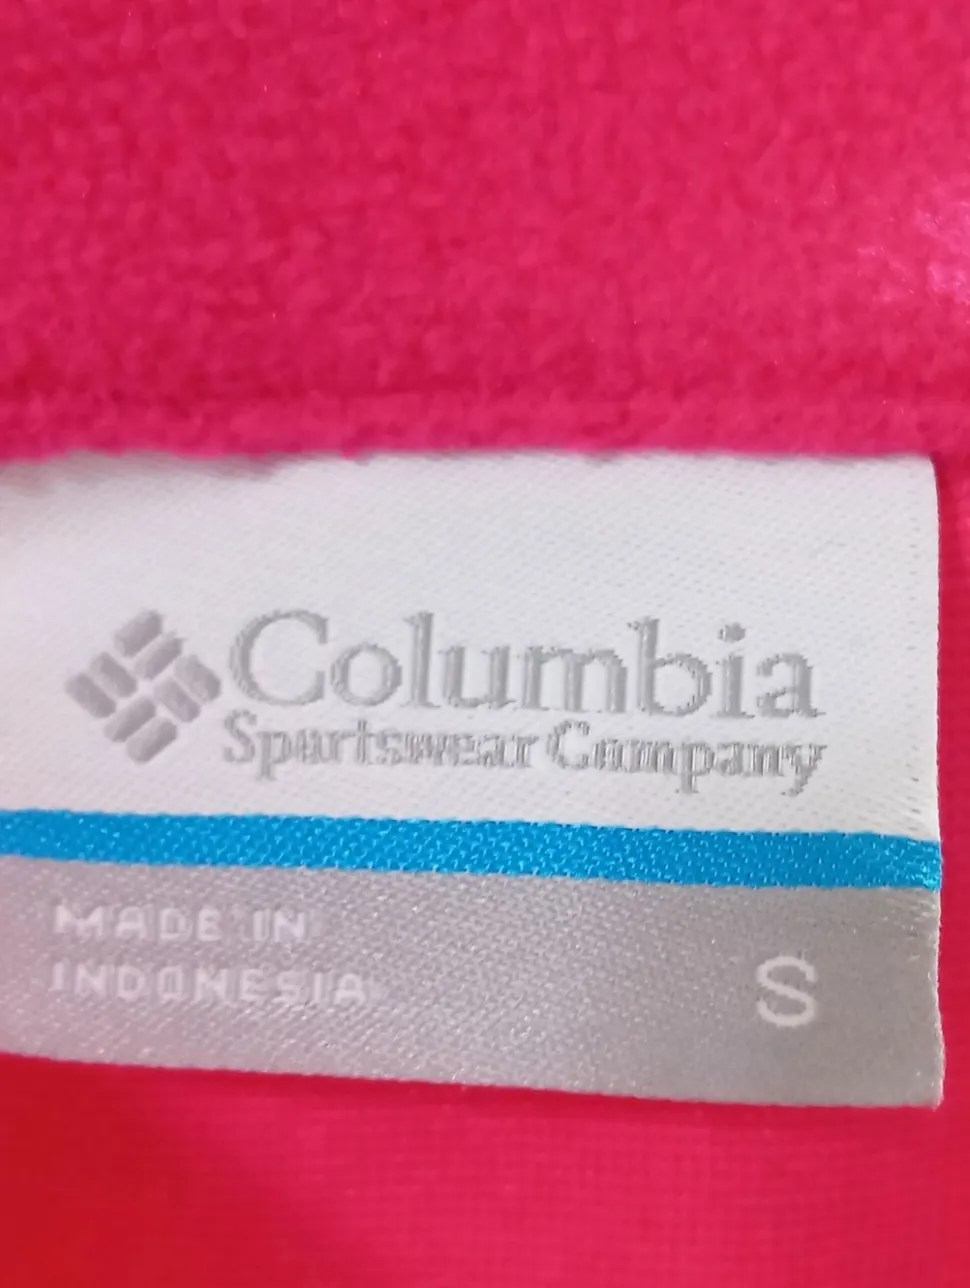 Columbia
Sportswear Company
MADE IN
INDONESIA
S